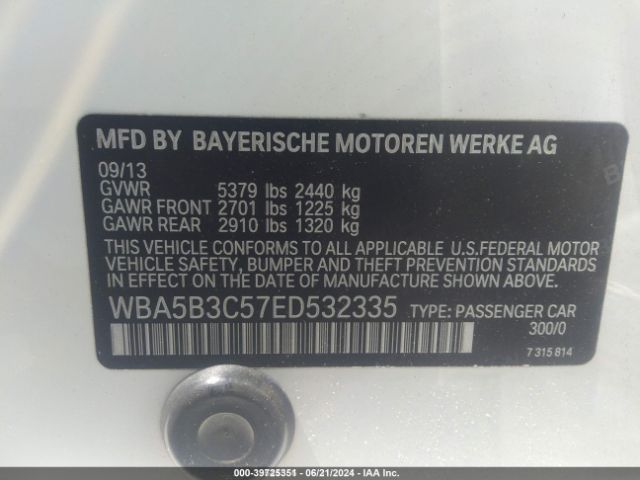 MFD BY BAYERISCHE MOTOREN WERKE AG
09/13
GVWR 5379 lbs 2440 kg
GAWR FRONT 2701 lbs 1225 kg
GAWR REAR 2910 lbs 1320 kg
THIS VEHICLE CONFORMS TO ALL APPLICABLE U.S.FEDERAL MOTOR
VEHICLE SAFETY, BUMPER, AND THEFT PREVENTION
STANDARDS IN EFFECT ON THE DATE OF MANUFACTURE SHOWN ABOVE.
WBA5B3C57ED532335 TYPE: PASSENGER CAR
300/0
7 315 814
000-39725351 - 06/21/2024 - IAA Inc.